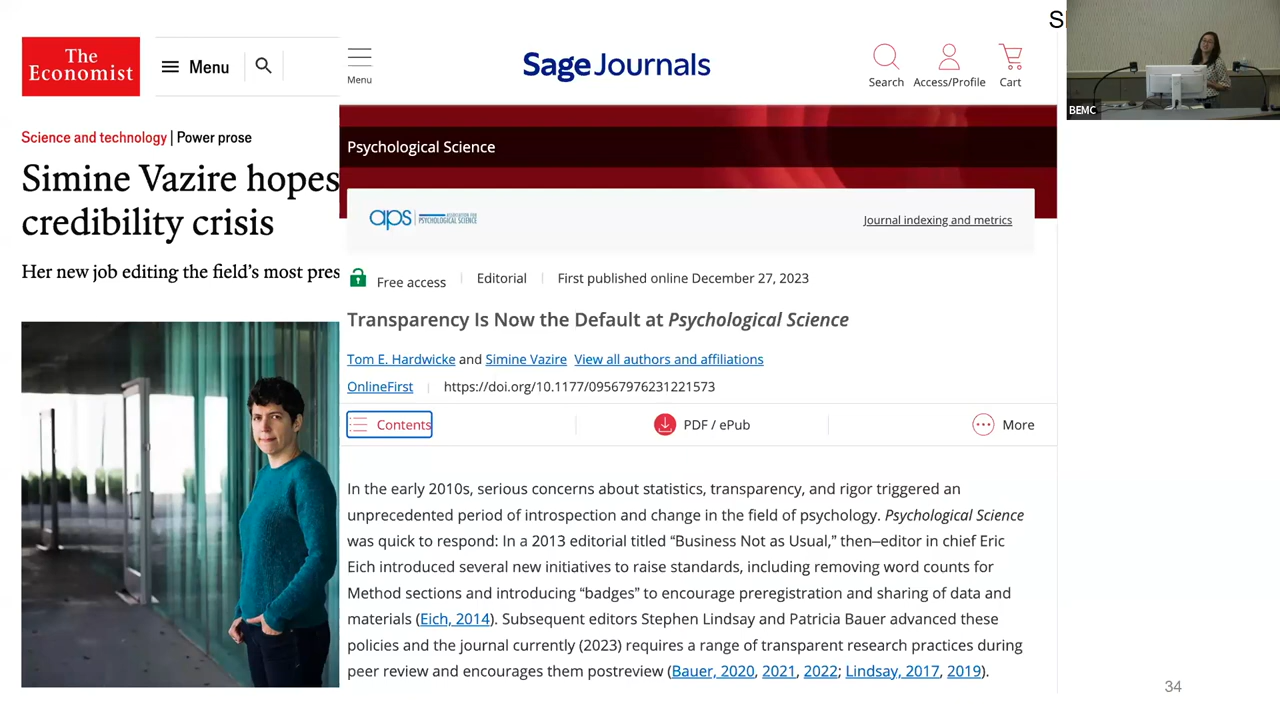 The
Economist
Menu
Science and technology | Power prose
Simine Vazire hopes
credibility crisis
Her new job editing the field's most pres
Menu
Sage Journals
Search
Access/Profile
Cart
Psychological Science
aps
ASSOCIATION FOR
PSYCHOLOGICAL SCIENCE
Journal indexing and metrics
Free access
Editorial
First published online December 27, 2023
Transparency Is Now the Default at Psychological Science
Tom E. Hardwicke and Simine Vazire View all authors and affiliations
OnlineFirst
https://doi.org/10.1177/09567976231221573
Contents
PDF / ePub
More
In the early 2010s, serious concerns about statistics, transparency, and rigor triggered an
unprecedented period of introspection and change in the field of psychology. Psychological Science
was quick to respond: In a 2013 editorial titled “Business Not as Usual,” then–editor in chief Eric
Eich introduced several new initiatives to raise standards, including removing word counts for
Method sections and introducing “badges” to encourage preregistration and sharing of data and
materials (Eich, 2014). Subsequent editors Stephen Lindsay and Patricia Bauer advanced these
policies and the journal currently (2023) requires a range of transparent research practices during
peer review and encourages them postreview (Bauer, 2020, 2021, 2022; Lindsay, 2017, 2019).
BEMC
34